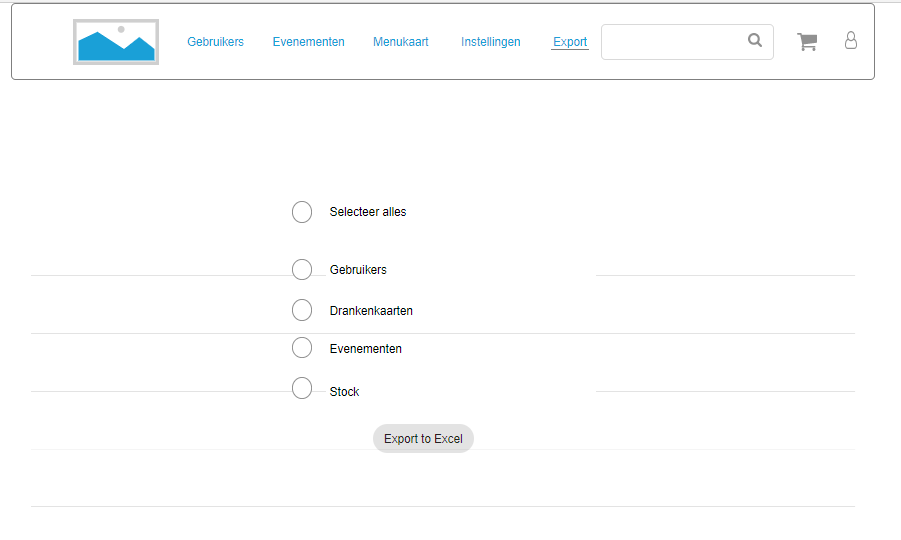 Gebruikers Evenementen Menukaart Instellingen Export
Selecteer alles
Gebruikers
Drankenkaarten
Evenementen
Stock
Export to Excel